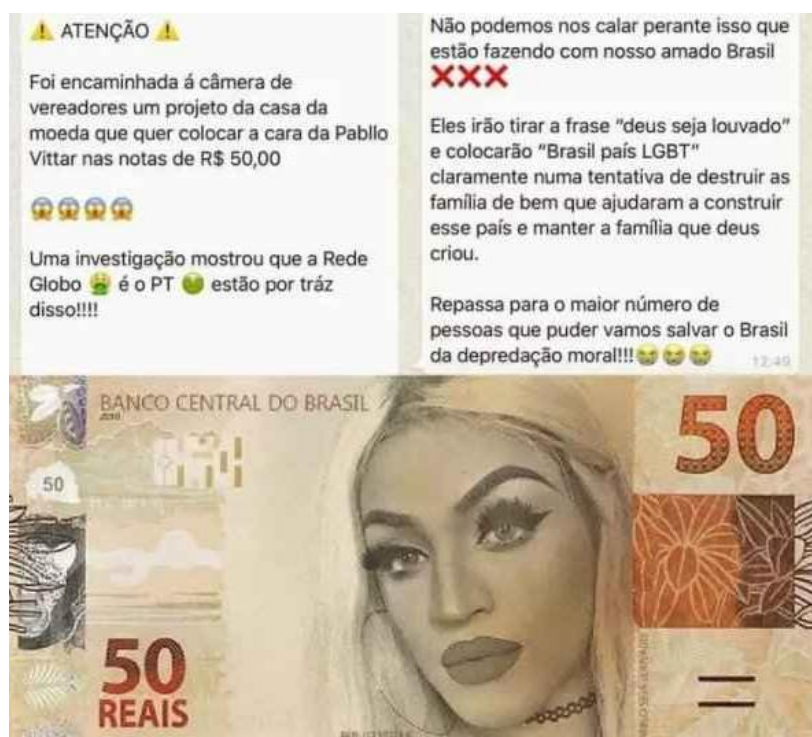 ⚠️ ATENÇÃO ⚠️
Foi encaminhada á câmera de
vereadores um projeto da casa da
moeda que quer colocar a cara da Pabllo
Vittar nas notas de R$ 50,00
😱😱😱😱
Uma investigação mostrou que a Rede
Globo 🤮 é o PT 🤢 estão por tráz
disso!!!!
Não podemos nos calar perante isso que
estão fazendo com nosso amado Brasil
❌❌❌
Eles irão tirar a frase “deus seja louvado”
e colocarão “Brasil país LGBT”
claramente numa tentativa de destruir as
família de bem que ajudaram a construir
esse país e manter a família que deus
criou.
Repassa para o maior número de
pessoas que puder vamos salvar o Brasil
da depredação moral!!!😭😭😭
12:49
BANCO CENTRAL DO BRASIL
2010
50
50
50
REAIS